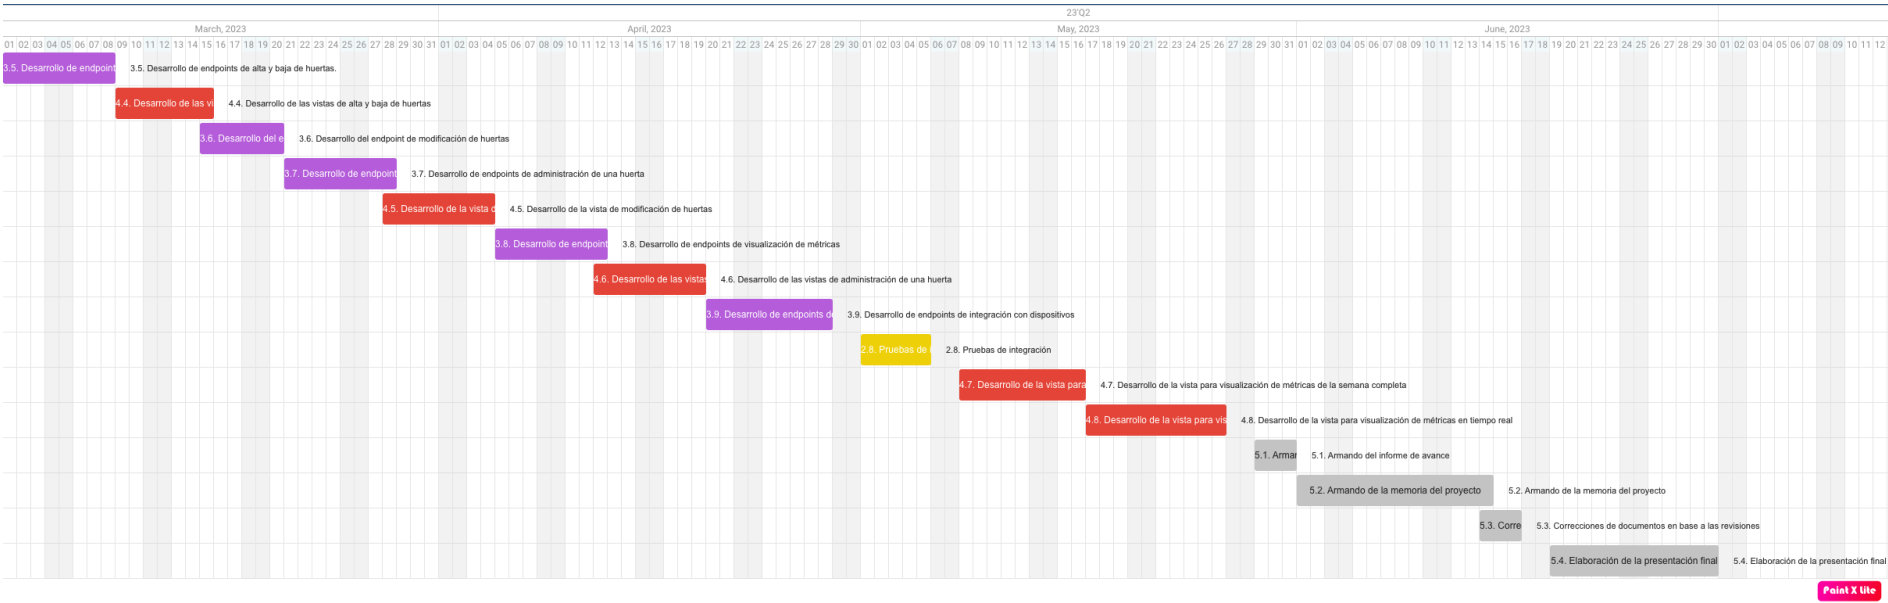 23'Q2
March, 2023 April, 2023 May, 2023 June, 2023
01 02 03 04 05 06 07 08 09 10 11 12 13 14 15 16 17 18 19 20 21 22 23 24 25 26 27 28 29 30 31 01 02 03 04 05 06 07 08 09 10 11 12 13 14 15 16 17 18 19 20 21 22 23 24 25 26 27 28 29 30 01 02 03 04 05 06 07 08 09 10 11 12 13 14 15 16 17 18 19 20 21 22 23 24 25 26 27 28 29 30 31 01 02 03 04 05 06 07 08 09 10 11 12 13 14 15 16 17 18 19 20 21 22 23 24 25 26 27 28 29 30 01 02 03 04 05 06 07 08 09 10 11 12
3.5. Desarrollo de endpoint 3.5. Desarrollo de endpoints de alta y baja de huertas.
4.4. Desarrollo de las vi 4.4. Desarrollo de las vistas de alta y baja de huertas
3.6. Desarrollo del e 3.6. Desarrollo del endpoint de modificación de huertas
3.7. Desarrollo de endpoint 3.7. Desarrollo de endpoints de administración de una huerta
4.5. Desarrollo de la vista d 4.5. Desarrollo de la vista de modificación de huertas
3.8. Desarrollo de endpoint 3.8. Desarrollo de endpoints de visualización de métricas
4.6. Desarrollo de las vistas 4.6. Desarrollo de las vistas de administración de una huerta
3.9. Desarrollo de endpoints de 3.9. Desarrollo de endpoints de integración con dispositivos
2.8. Pruebas de i 2.8. Pruebas de integración
4.7. Desarrollo de la vista para 4.7. Desarrollo de la vista para visualización de métricas de la semana completa
4.8. Desarrollo de la vista para vis 4.8. Desarrollo de la vista para visualización de métricas en tiempo real
5.1. Armar 5.1. Armando del informe de avance
5.2. Armando de la memoria del proyecto 5.2. Armando de la memoria del proyecto
5.3. Corre 5.3. Correcciones de documentos en base a las revisiones
5.4. Elaboración de la presentación final 5.4. Elaboración de la presentación final
Paint X lite